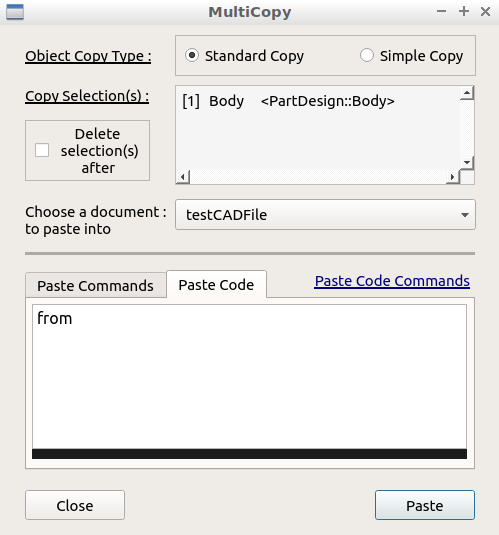 MultiCopy
Object Copy Type :
Standard Copy
Simple Copy
Copy Selection(s) :
[1] Body <PartDesign::Body>
Delete
selection(s)
after
Choose a document :
to paste into
testCADFile
Paste Commands
Paste Code
Paste Code Commands
from
Close
Paste